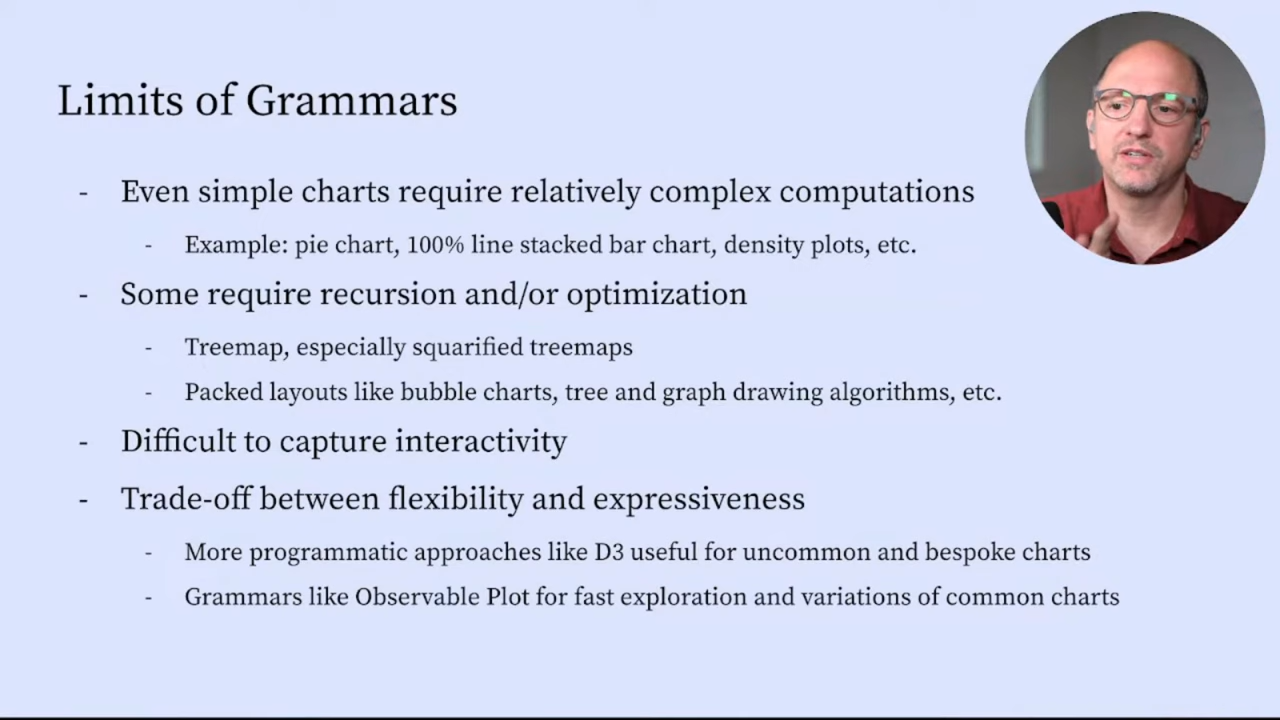 Limits of Grammars
- Even simple charts require relatively complex computations
- Example: pie chart, 100% line stacked bar chart, density plots, etc.
- Some require recursion and/or optimization
- Treemap, especially squarified treemaps
- Packed layouts like bubble charts, tree and graph drawing algorithms, etc.
- Difficult to capture interactivity
- Trade-off between flexibility and expressiveness
- More programmatic approaches like D3 useful for uncommon and bespoke charts
- Grammars like Observable Plot for fast exploration and variations of common charts